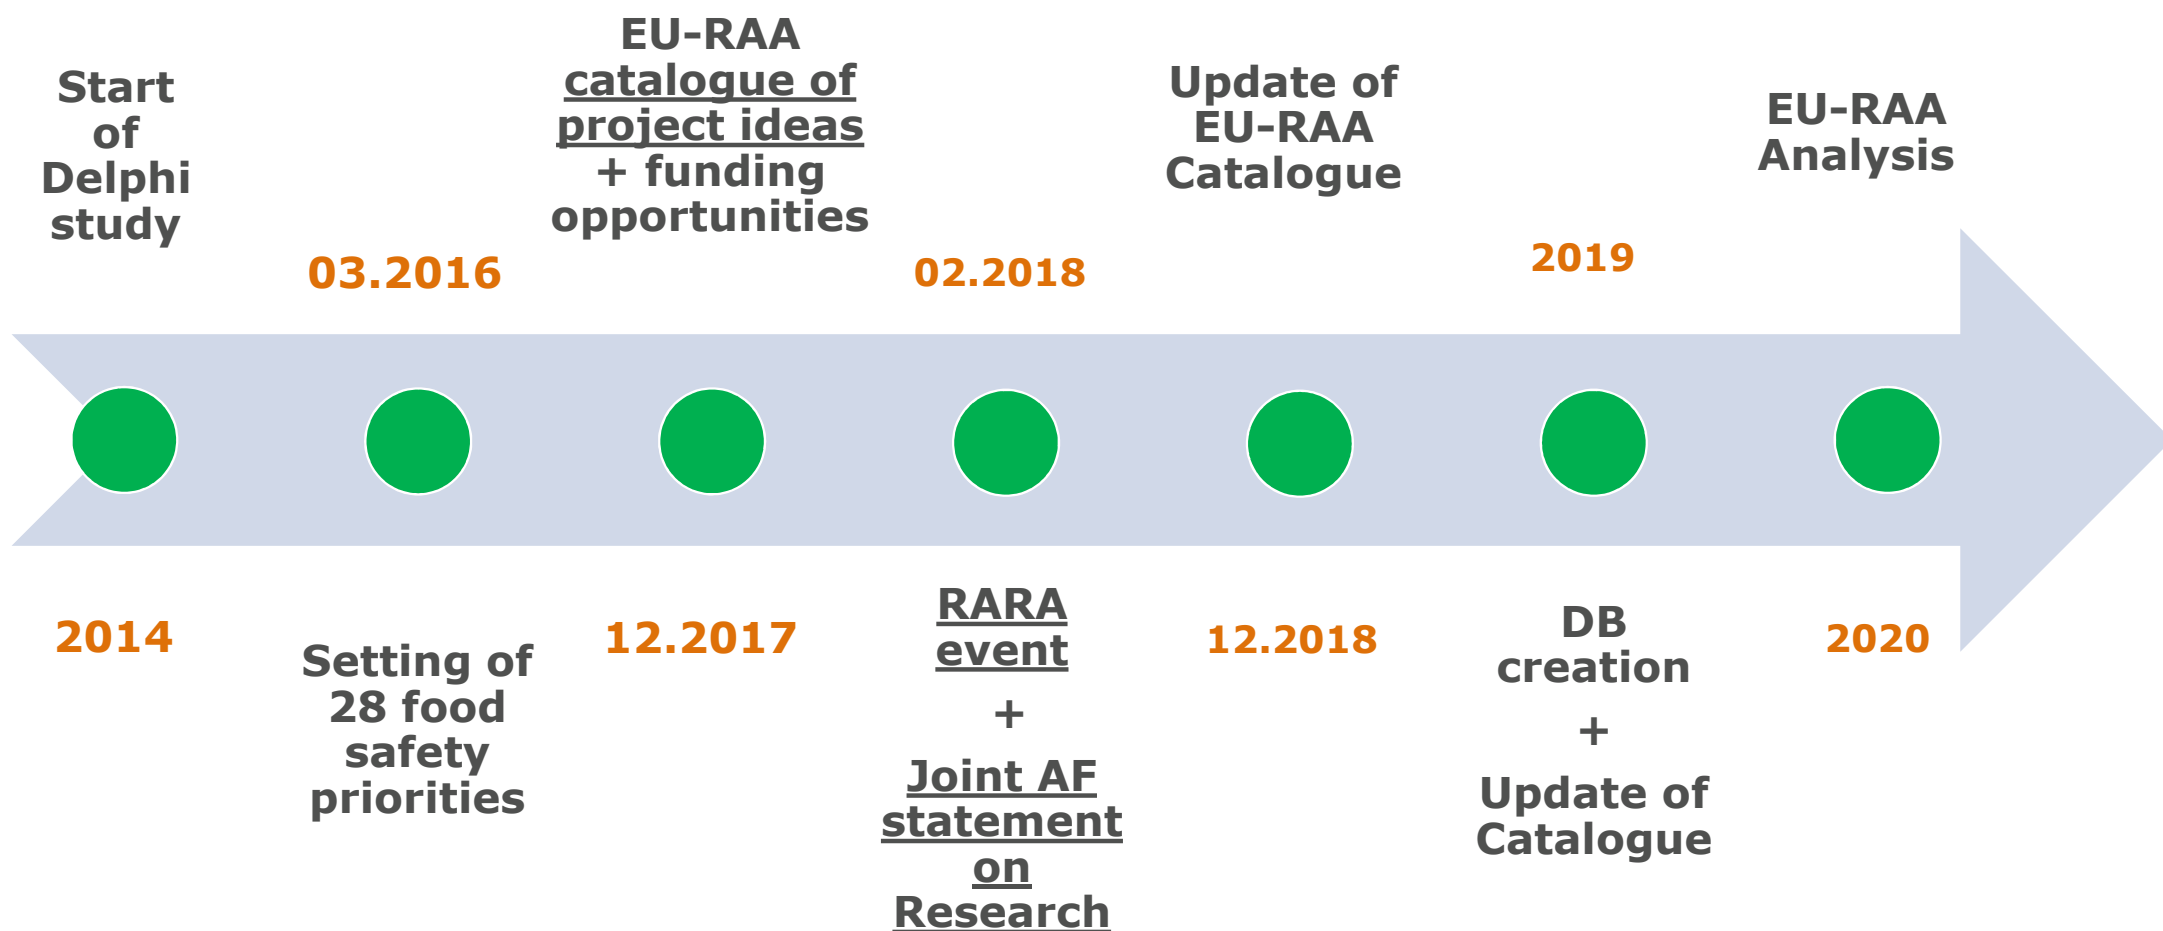 Start
of
Delphi
study
2014
03.2016
Setting of
28 food
safety
priorities
EU-RAA
catalogue of
project ideas
+ funding
opportunities
12.2017
02.2018
RARA
event
+
Joint AF
statement
on
Research
Update of
EU-RAA
Catalogue
12.2018
2019
DB
creation
+
Update of
Catalogue
EU-RAA
Analysis
2020